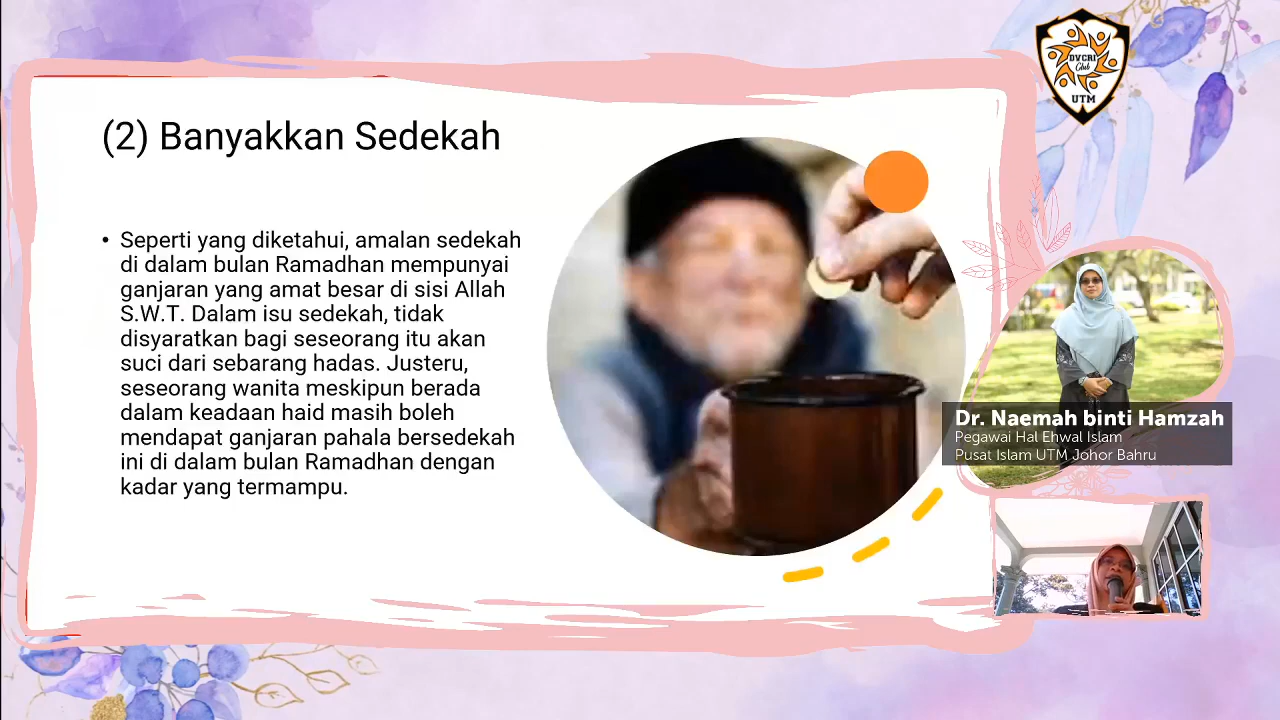 (2) Banyakkan Sedekah
• Seperti yang diketahui, amalan sedekah
di dalam bulan Ramadhan mempunyai
ganjaran yang amat besar di sisi Allah
S.W.T. Dalam isu sedekah, tidak
disyaratkan bagi seseorang itu akan
suci dari sebarang hadas. Justeru,
seseorang wanita meskipun berada
dalam keadaan haid masih boleh
mendapat ganjaran pahala bersedekah
ini di dalam bulan Ramadhan dengan
kadar yang termampu.
DVCRI
Club
UTM
Dr. Naemah binti Hamzah
Pegawai Hal Ehwal Islam
Pusat Islam UTM Johor Bahru